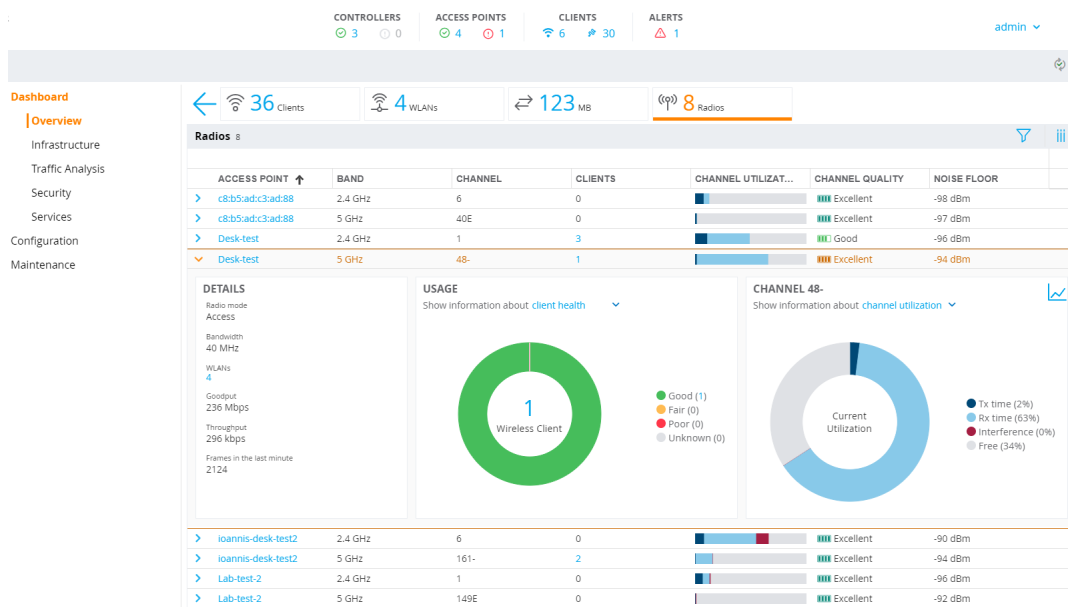 CONTROLLERS ACCESS POINTS CLIENTS ALERTS
3 0 4 1 6 30 1
admin
Dashboard
Overview
Infrastructure
Traffic Analysis
Security
Services
Configuration
Maintenance
36 Clients 4 WLANs 123 MB 8 Radios
Radios 8
ACCESS POINT BAND CHANNEL CLIENTS CHANNEL UTILIZAT... CHANNEL QUALITY NOISE FLOOR
c8:b5:ad:c3:ad:88 2.4 GHz 6 0 Excellent -98 dBm
c8:b5:ad:c3:ad:88 5 GHz 40E 0 Excellent -97 dBm
Desk-test 2.4 GHz 1 3 Good -96 dBm
Desk-test 5 GHz 48- 1 Excellent -94 dBm
DETAILS
Radio mode
Access
Bandwidth
40 MHz
WLANs
4
Goodput
236 Mbps
Throughput
296 kbps
Frames in the last minute
2124
USAGE
Show information about client health
1
Wireless Client
Good (1)
Fair (0)
Poor (0)
Unknown (0)
CHANNEL 48-
Show information about channel utilization
Current
Utilization
Tx time (2%)
Rx time (63%)
Interference (0%)
Free (34%)
ioannis-desk-test2 2.4 GHz 6 0 Excellent -90 dBm
ioannis-desk-test2 5 GHz 161- 2 Excellent -94 dBm
Lab-test-2 2.4 GHz 1 0 Excellent -96 dBm
Lab-test-2 5 GHz 149E 0 Excellent -92 dBm